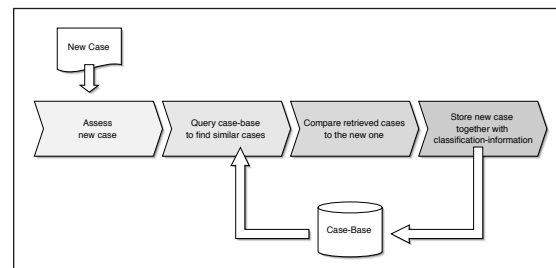 New Case
Assess
new case
Query case-base
to find similar cases
Compare retrieved cases
to the new one
Store new case
together with
classification-information
Case-Base